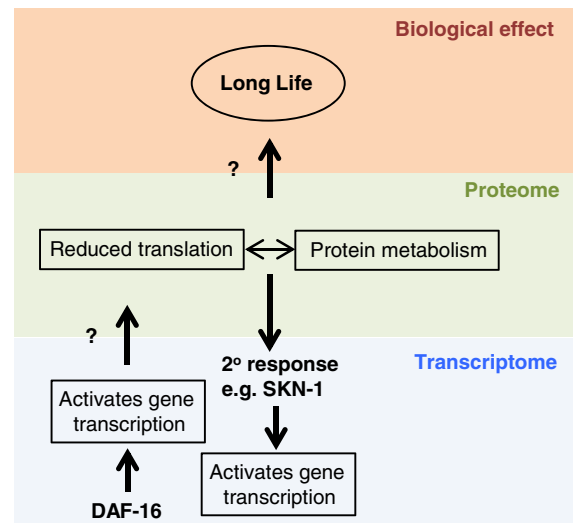 Biological effect
Long Life
?
Proteome
Reduced translation
Protein metabolism
?
2º response
e.g. SKN-1
Transcriptome
Activates gene
transcription
Activates gene
transcription
DAF-16